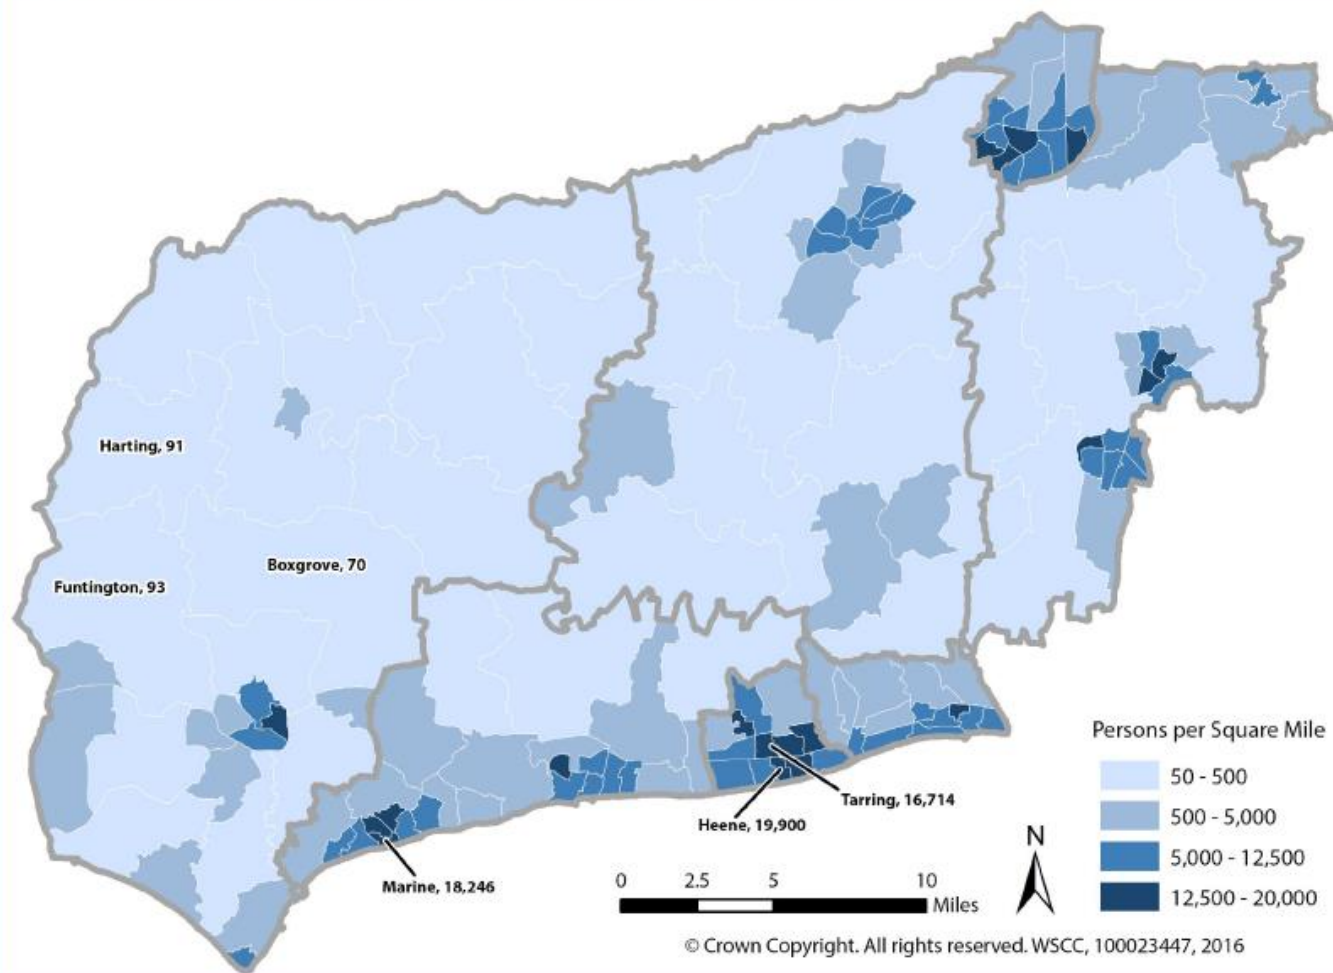 Harting, 91
Boxgrove, 70
Funtington, 93
Persons per Square Mile
50 - 500
500 - 5,000
5,000 - 12,500
12,500 - 20,000
Tarring, 16,714
Heene, 19,900
Marine, 18,246
N
0 2.5 5 10
Miles
© Crown Copyright. All rights reserved. WSCC, 100023447, 2016